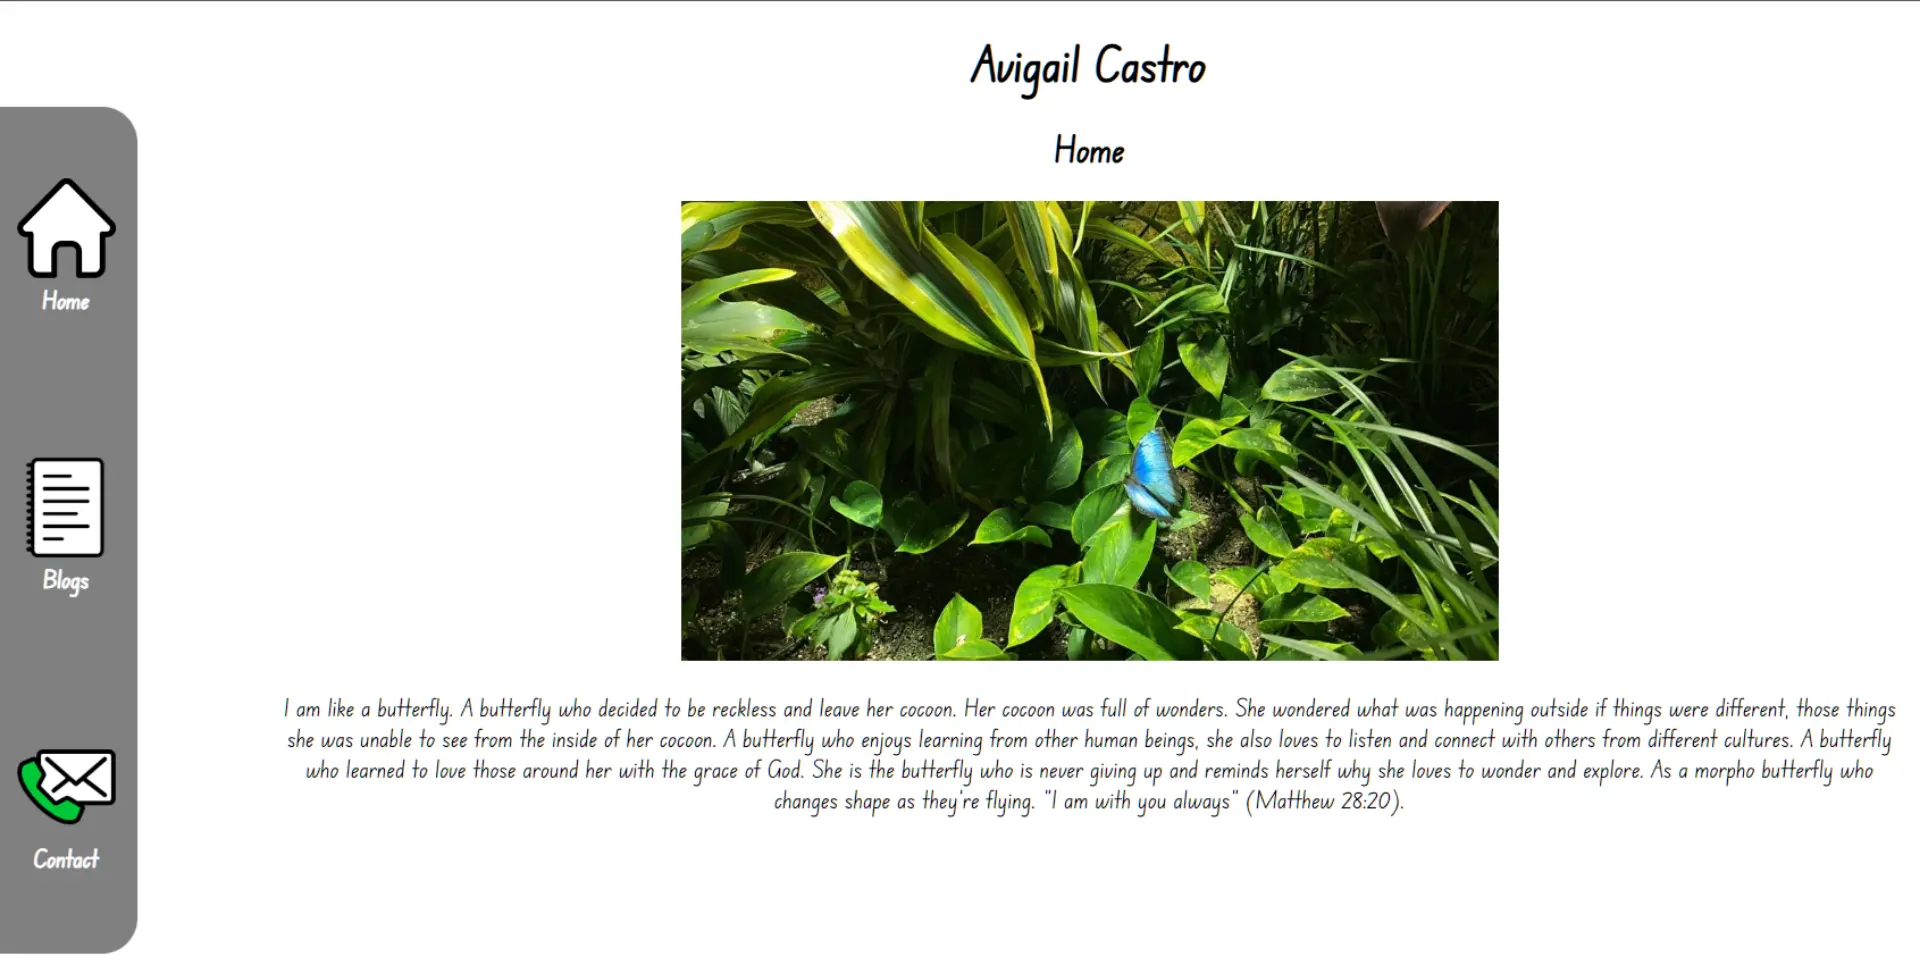 Avigail Castro
Home
Home
Blogs
Contact
I am like a butterfly. A butterfly who decided to be reckless and leave her cocoon. Her cocoon was full of wonders. She wondered what was happening outside if things were different, those things
she was unable to see from the inside of her cocoon. A butterfly who enjoys learning from other human beings, she also loves to listen and connect with others from different cultures. A butterfly
who learned to love those around her with the grace of God. She is the butterfly who is never giving up and reminds herself why she loves to wonder and explore. As a morpho butterfly who
changes shape as they're flying. "I am with you always" (Matthew 28:20).